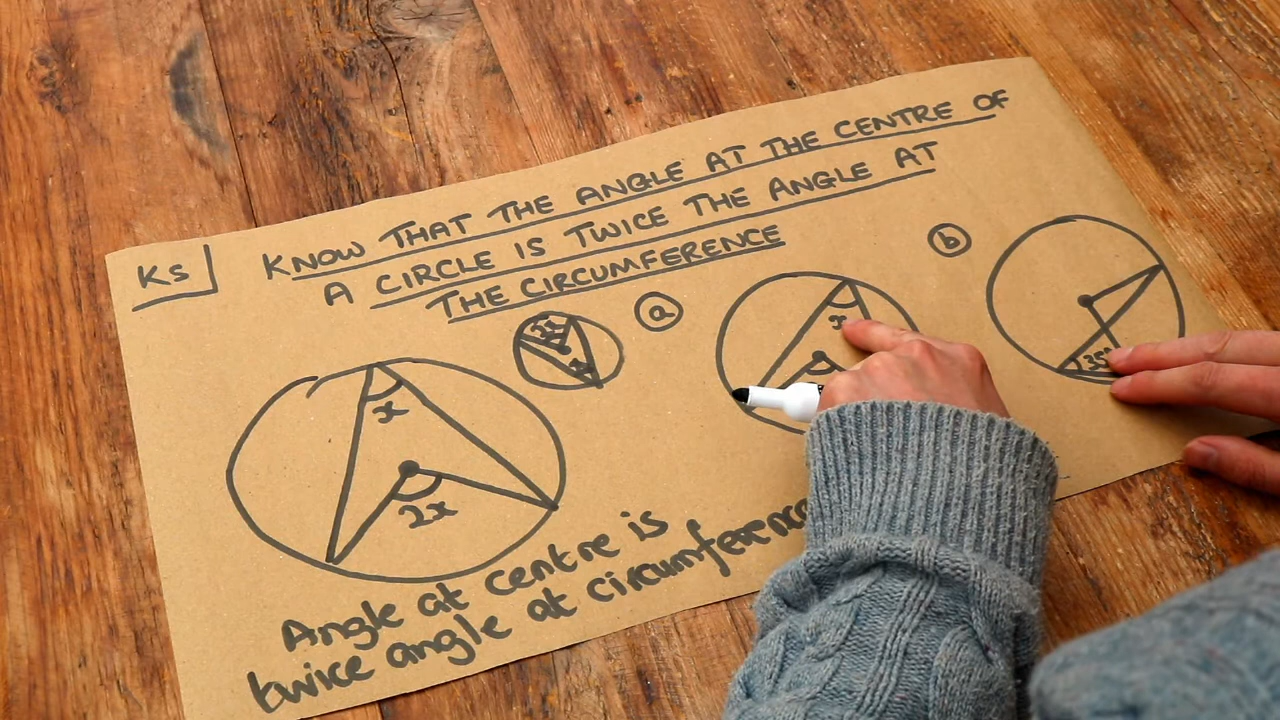 KS
KNOW THAT THE ANGLE AT THE CENTRE OF
A CIRCLE IS TWICE THE ANGLE AT
THE CIRCUMFERENCE
a
b
x
2x
x
35°
Angle at centre is
twice angle at